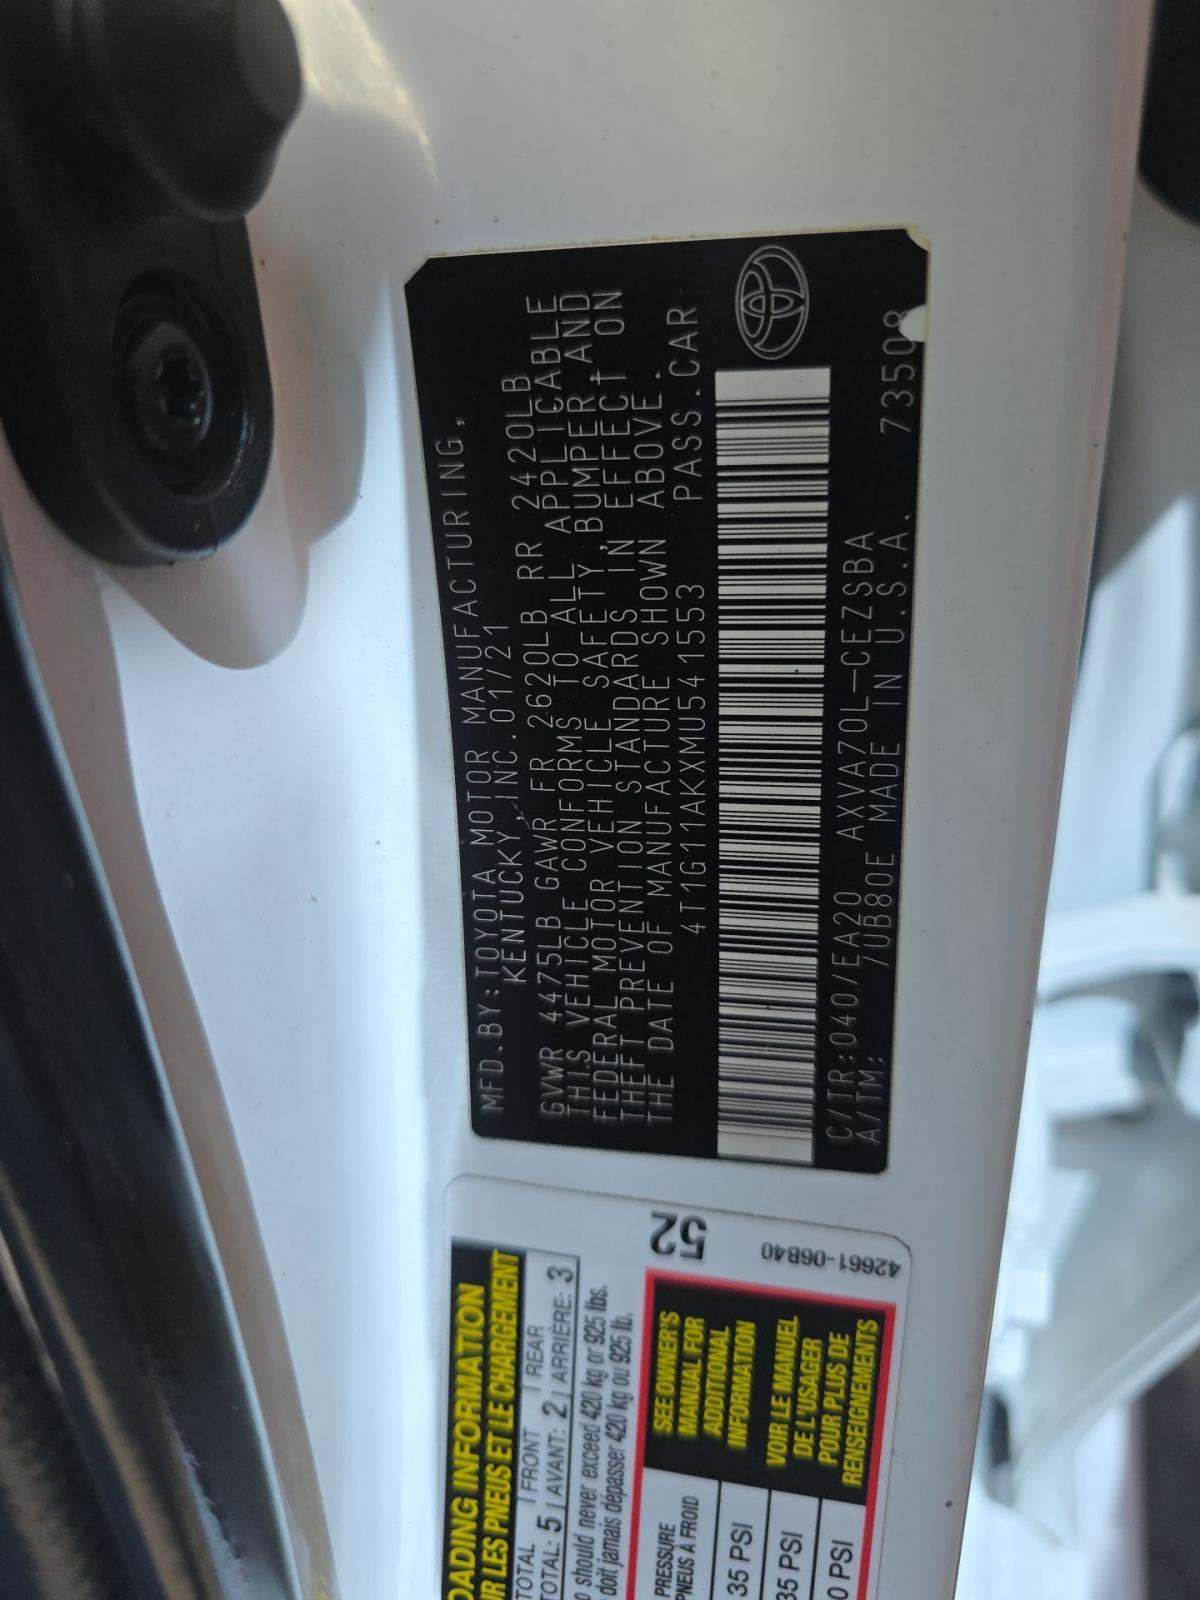 MFD.BY:TOYOTA MOTOR MANUFACTURING,
KENTUCKY,INC.01/21
GVWR 4475LB GAWR FR 2620LB RR 2420LB
THIS VEHICLE CONFORMS TO ALL APPLICABLE
FEDERAL MOTOR VEHICLE SAFETY, BUMPER, AND
THEFT PREVENTION STANDARDS IN EFFECT ON
THE DATE OF MANUFACTURE SHOWN ABOVE.
4T1G11AKXMU541553 PASS.CAR
C/TR:040/EA20 AXVA70L-CEZSBA
A/TM: /UB80E MADE IN U.S.A. 73508
LOADING INFORMATION
LES PNEUS ET LE CHARGEMENT
52
TOTAL FRONT REAR
TOTAL: 5 AVANT: 2 ARRIÈRE: 3
should never exceed 420 kg or 925 lbs.
doit jamais dépasser 420 kg ou 925 lb.
PRESSURE
PNEUS À FROID
35 PSI
35 PSI
0 PSI
SEE OWNER'S
MANUAL FOR
ADDITIONAL
INFORMATION
VOIR LE MANUEL
DE L'USAGER
POUR PLUS DE
RENSEIGNEMENTS
42661-06B40